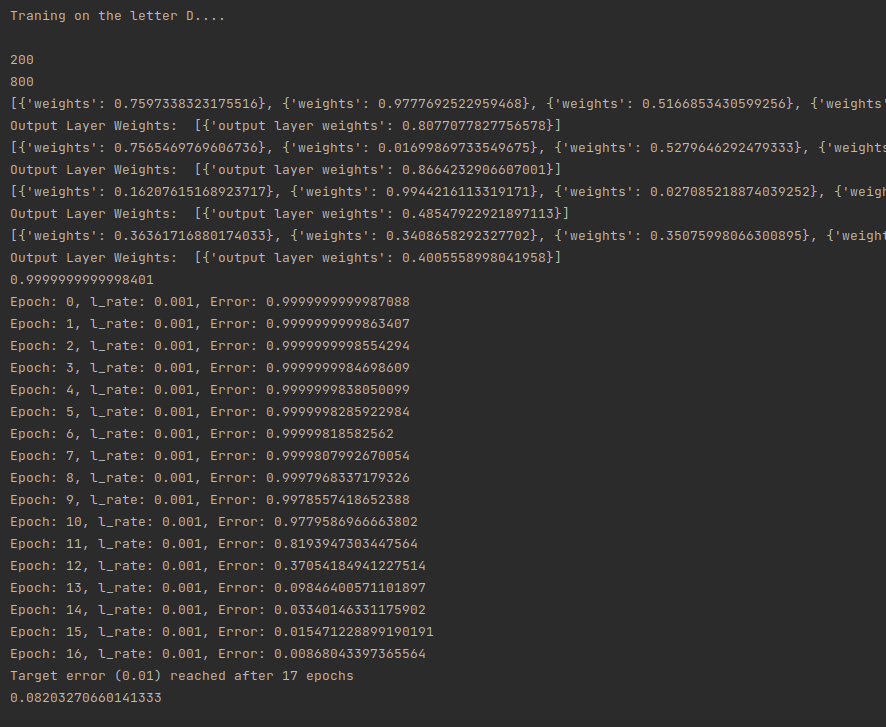 Traning on the letter D....
200
800
[{'weights': 0.7597338323175516}, {'weights': 0.9777692522959468}, {'weights': 0.5166853430599256}, {'weights'
Output Layer Weights:  [{'output layer weights': 0.8077077827756578}]
[{'weights': 0.7565469769606736}, {'weights': 0.01699869733549675}, {'weights': 0.5279646292479333}, {'weights
Output Layer Weights:  [{'output layer weights': 0.8664232906607001}]
[{'weights': 0.16207615168923717}, {'weights': 0.9944216113319171}, {'weights': 0.027085218874039252}, {'weigh
Output Layer Weights:  [{'output layer weights': 0.48547922921897113}]
[{'weights': 0.36361716880174033}, {'weights': 0.3408658292327702}, {'weights': 0.35075998066300895}, {'weight
Output Layer Weights:  [{'output layer weights': 0.4005558998041958}]
0.9999999999998401
Epoch: 0, l_rate: 0.001, Error: 0.9999999999987088
Epoch: 1, l_rate: 0.001, Error: 0.9999999999863407
Epoch: 2, l_rate: 0.001, Error: 0.9999999998554294
Epoch: 3, l_rate: 0.001, Error: 0.9999999984698609
Epoch: 4, l_rate: 0.001, Error: 0.9999999838050099
Epoch: 5, l_rate: 0.001, Error: 0.9999998285922984
Epoch: 6, l_rate: 0.001, Error: 0.99999818582562
Epoch: 7, l_rate: 0.001, Error: 0.9999807992670054
Epoch: 8, l_rate: 0.001, Error: 0.9997968337179326
Epoch: 9, l_rate: 0.001, Error: 0.9978557418652388
Epoch: 10, l_rate: 0.001, Error: 0.9779586966663802
Epoch: 11, l_rate: 0.001, Error: 0.8193947303447564
Epoch: 12, l_rate: 0.001, Error: 0.37054184941227514
Epoch: 13, l_rate: 0.001, Error: 0.09846400571101897
Epoch: 14, l_rate: 0.001, Error: 0.03340146331175902
Epoch: 15, l_rate: 0.001, Error: 0.015471228899190191
Epoch: 16, l_rate: 0.001, Error: 0.00868043397365564
Target error (0.01) reached after 17 epochs
0.08203270660141333